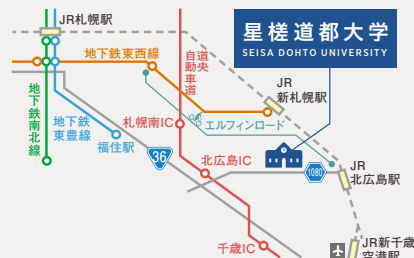 JR札幌駅
星槎道都大学
SEISA DOHTO UNIVERSITY
地下鉄東西線
道央
自動車道
JR
新札幌駅
地下鉄南北線
地下鉄
東豊線
札幌南IC
エルフィンロード
福住駅
36
北広島IC
1080
JR
北広島駅
千歳IC
JR新千歳
空港駅